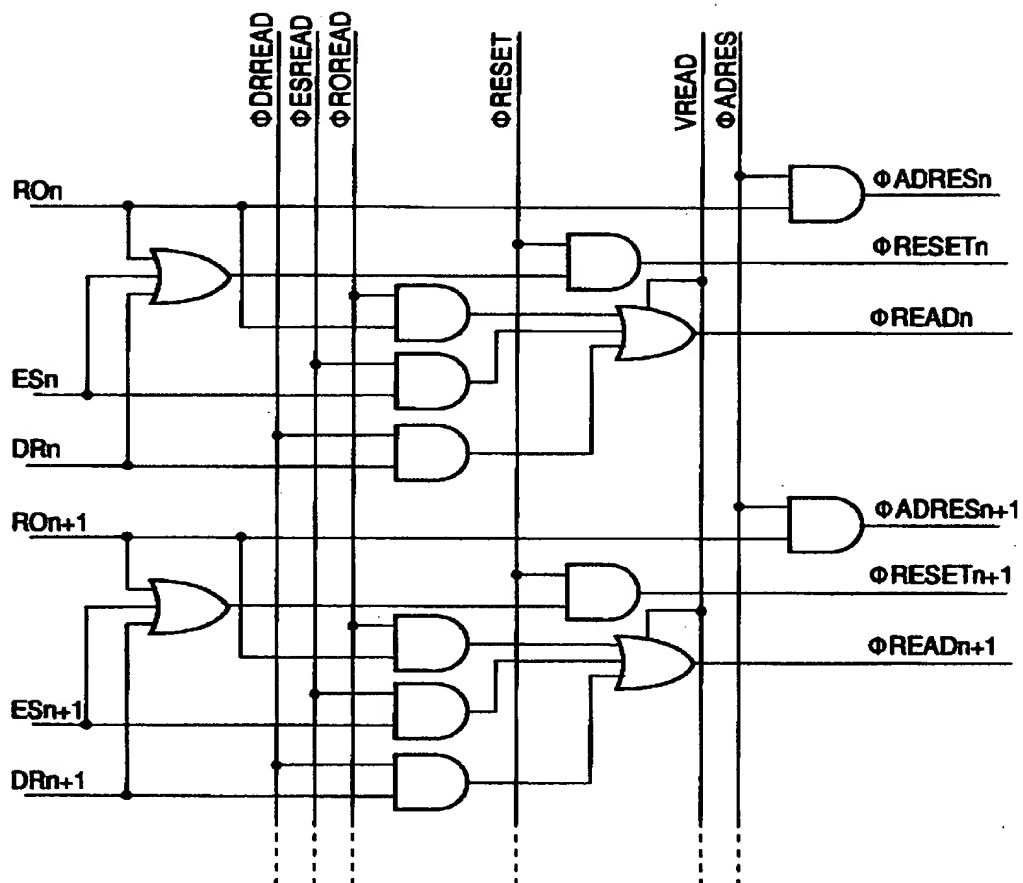 ΦDRREAD
ΦESREAD
ΦROREAD
ΦRESET
VREAD
ΦADRES
ROn
ΦADRESn
ΦRESETn
ΦREADn
ESn
DRn
ROn+1
ΦADRESn+1
ΦRESETn+1
ΦREADn+1
ESn+1
DRn+1